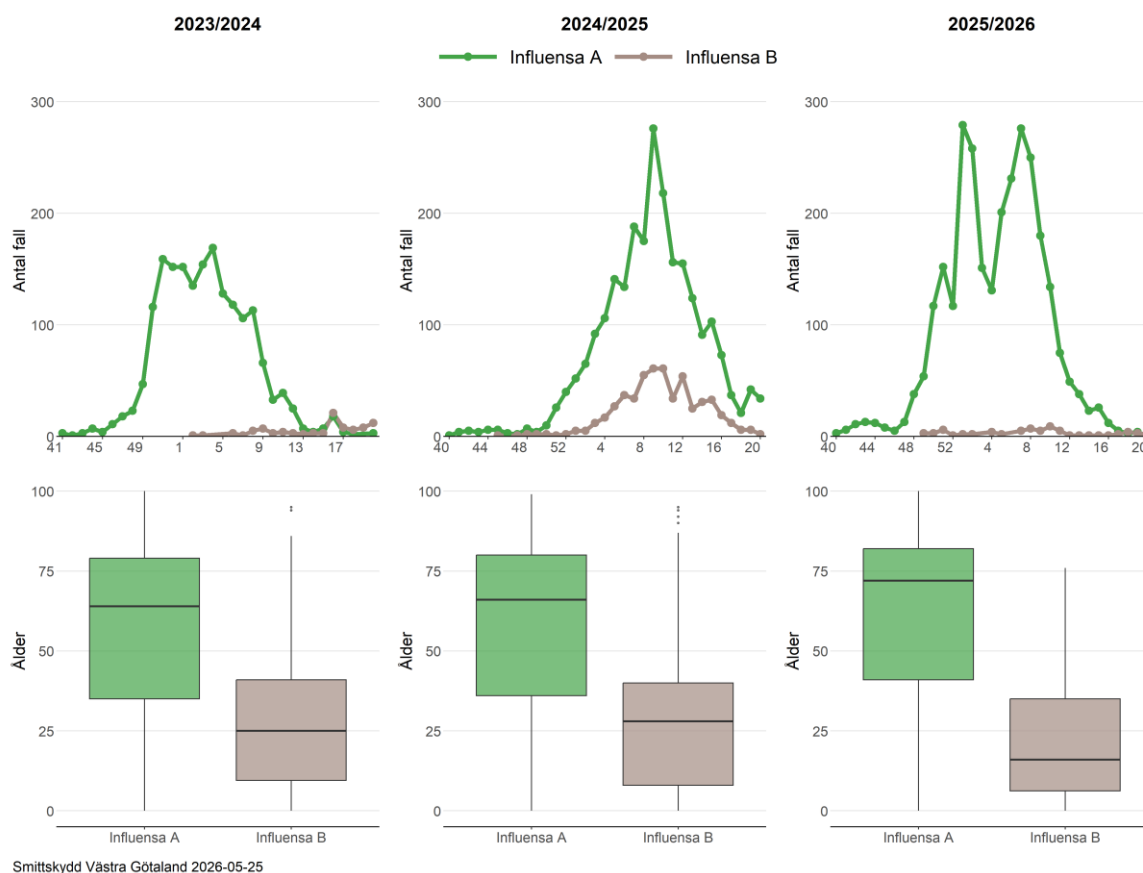 2023/2024 2024/2025 2025/2026
Influensa A Influensa B
300 300 300
200 200 200
100 100 100
0 0 0
Antal fall Antal fall Antal fall
41 45 49 1 5 9 13 17 40 44 48 52 4 8 12 16 20 40 44 48 52 4 8 12 16 20
100 100 100
75 75 75
50 50 50
25 25 25
0 0 0
Ålder Ålder Ålder
Influensa A Influensa B Influensa A Influensa B Influensa A Influensa B
Smittskydd Västra Götaland 2026-05-25